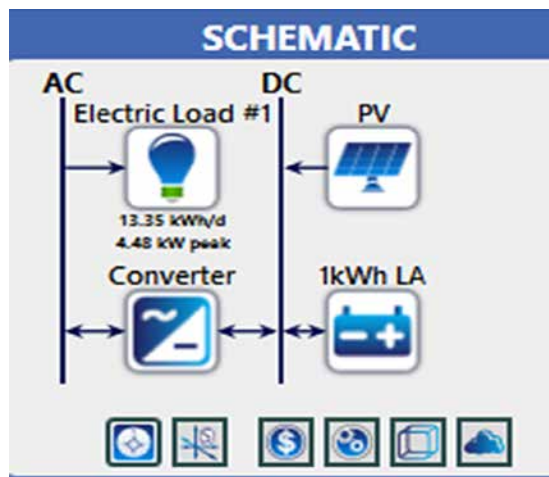 SCHEMATIC
AC DC
Electric Load #1 PV
13.35 kWh/d
4.48 kW peak
Converter 1kWh LA